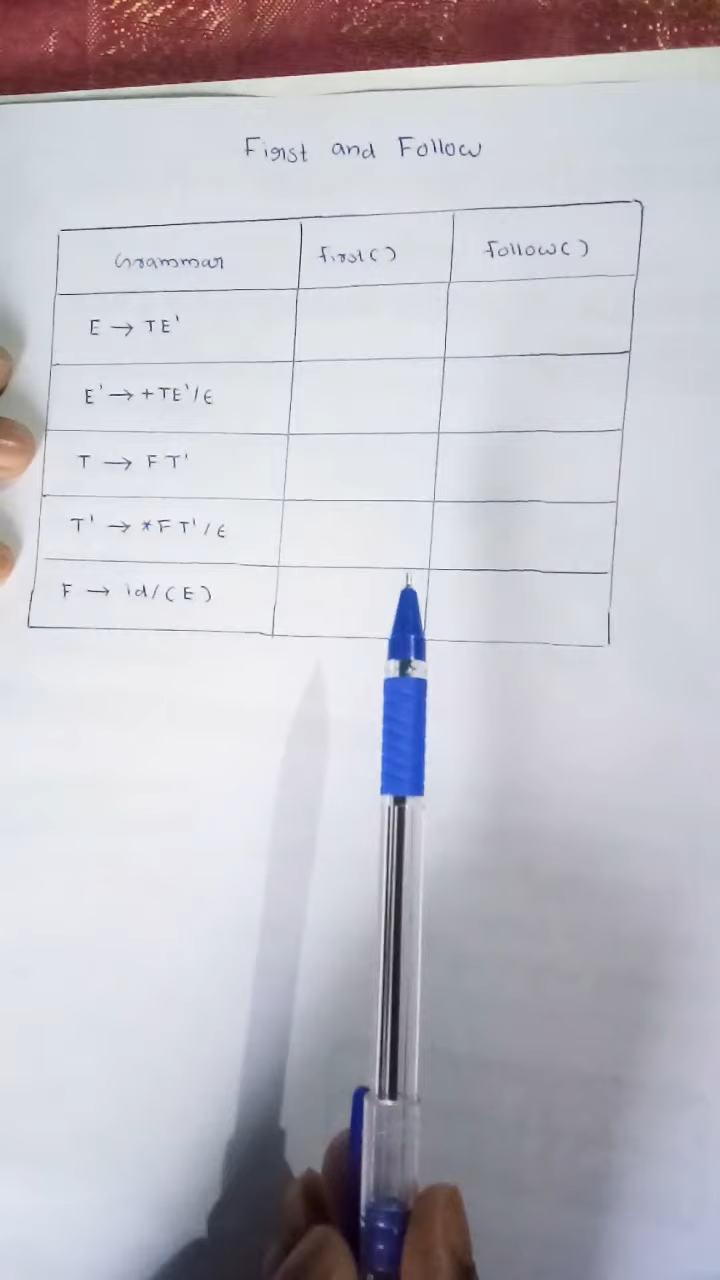 First and Follow
Grammar First() Follow()
E → TE'
E' → +TE'/ε
T → FT'
T' → *FT'/ε
F → id/(E)